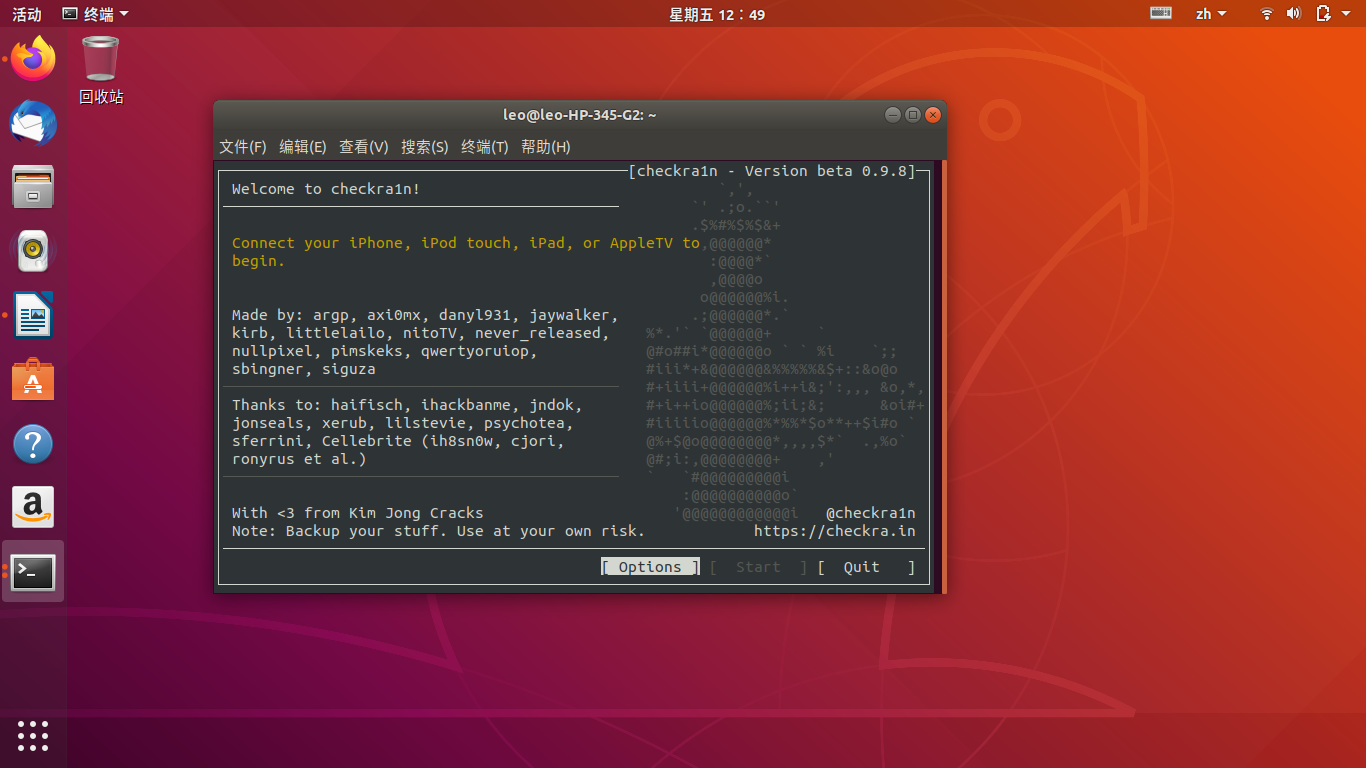 活动
终端
星期五 12：49
zh
回收站
leo@leo-HP-345-G2: ~
文件(F) 编辑(E) 查看(V) 搜索(S) 终端(T) 帮助(H)
[checkra1n - Version beta 0.9.8]
Welcome to checkra1n!
Connect your iPhone, iPod touch, iPad, or AppleTV to
begin.
Made by: argp, axi0mx, danyl931, jaywalker,
kirb, littlelailo, nitoTV, never_released,
nullpixel, pimskeks, qwertyoruiop,
sbingner, siguza
Thanks to: haifisch, ihackbanme, jndok,
jonseals, xerub, lilstevie, psychotea,
sferrini, Cellebrite (ih8sn0w, cjori,
ronyrus et al.)
With <3 from Kim Jong Cracks
@checkra1n
Note: Backup your stuff. Use at your own risk.
https://checkra.in
[ Options ] [ Start ] [ Quit ]